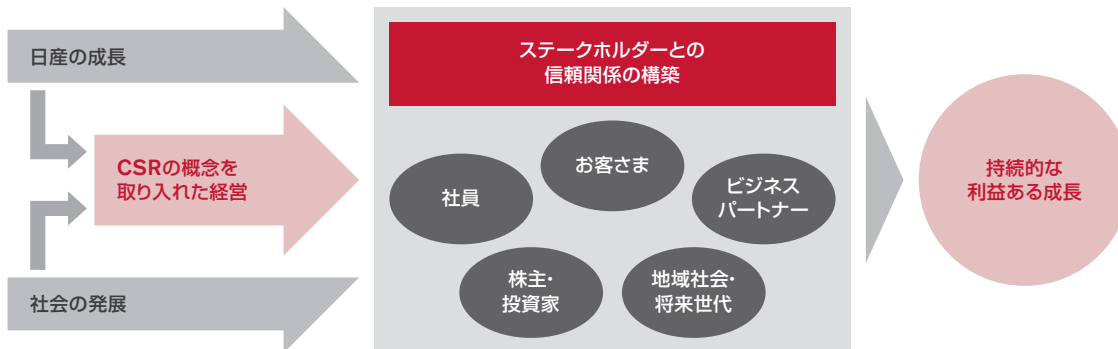 日産の成長
CSRの概念を
取り入れた経営
社会の発展
ステークホルダーとの
信頼関係の構築
お客さま
社員
ビジネス
パートナー
株主・
投資家
地域社会・
将来世代
持続的な
利益ある成長